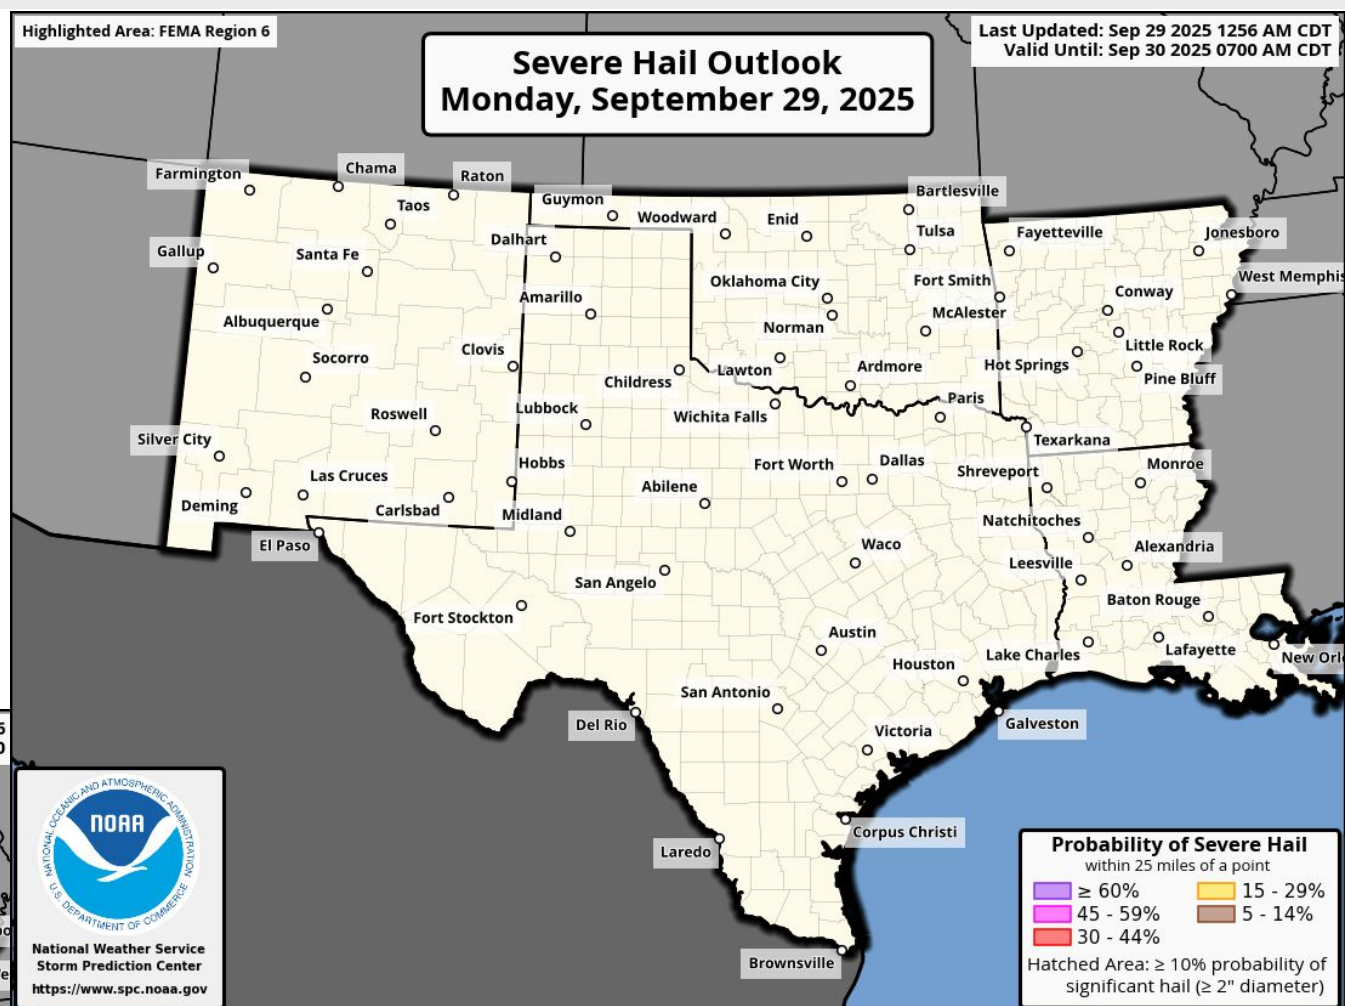 Highlighted Area: FEMA Region 6
Severe Hail Outlook
Monday, September 29, 2025
Last Updated: Sep 29 2025 1256 AM CDT
Valid Until: Sep 30 2025 0700 AM CDT
Farmington
Chama
Raton
Taos
Guymon
Woodward
Enid
Bartlesville
Tulsa
Fayetteville
Jonesboro
Gallup
Santa Fe
Dalhart
Oklahoma City
Fort Smith
West Memphis
Albuquerque
Amarillo
Norman
McAlester
Conway
Little Rock
Socorro
Clovis
Childress
Lawton
Ardmore
Hot Springs
Pine Bluff
Roswell
Lubbock
Wichita Falls
Paris
Texarkana
Silver City
Las Cruces
Hobbs
Abilene
Fort Worth
Dallas
Shreveport
Monroe
Deming
Carlsbad
Midland
Natchitoches
El Paso
San Angelo
Waco
Leesville
Alexandria
Fort Stockton
Austin
Baton Rouge
Houston
Lake Charles
Lafayette
New Orl
Del Rio
San Antonio
Victoria
Galveston
Laredo
Corpus Christi
Brownsville
NATIONAL OCEANIC AND ATMOSPHERIC ADMINISTRATION
NOAA
U.S. DEPARTMENT OF COMMERCE
National Weather Service
Storm Prediction Center
https://www.spc.noaa.gov
Probability of Severe Hail
within 25 miles of a point
≥ 60%
45 - 59%
30 - 44%
15 - 29%
5 - 14%
Hatched Area: ≥ 10% probability of
significant hail (≥ 2" diameter)